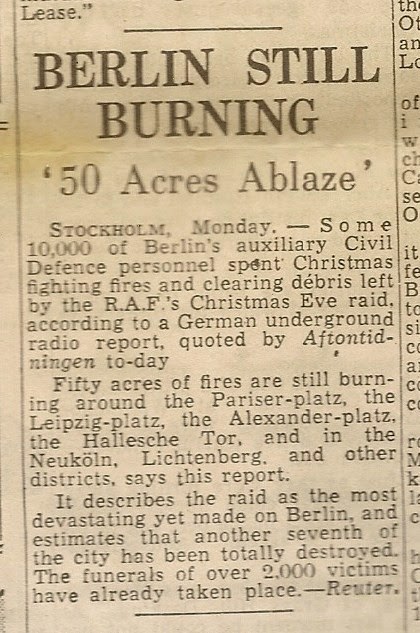 Lease."
BERLIN STILL
BURNING
'50 Acres Ablaze'
STOCKHOLM, Monday. — Some
10,000 of Berlin's auxiliary Civil
Defence personnel spent Christmas
fighting fires and clearing débris left
by the R.A.F.'s Christmas Eve raid,
according to a German underground
radio report, quoted by Aftontid-
ningen to-day
Fifty acres of fires are still burn-
ing around the Pariser-platz, the
Leipzig-platz, the Alexander-platz,
the Hallesche Tor, and in the
Neuköln, Lichtenberg, and other
districts, says this report.
It describes the raid as the most
devastating yet made on Berlin, and
estimates that another seventh of
the city has been totally destroyed.
The funerals of over 2,000 victims
have already taken place.—Reuter.